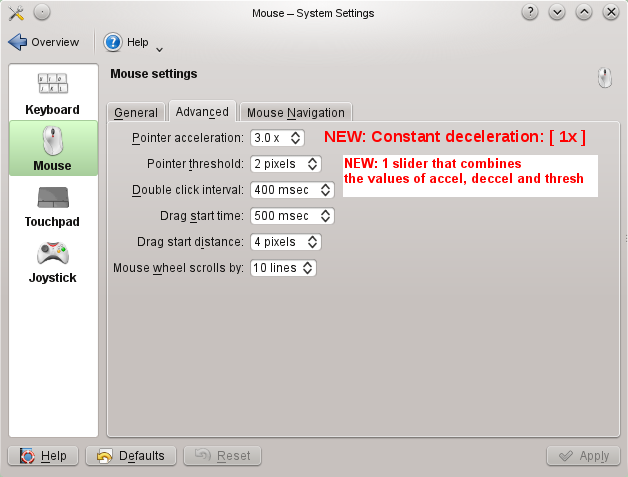 Mouse – System Settings
Overview
Help
Mouse settings
Keyboard
Mouse
Touchpad
Joystick
General
Advanced
Mouse Navigation
Pointer acceleration: 3.0 x
NEW: Constant deceleration: [ 1x ]
Pointer threshold: 2 pixels
NEW: 1 slider that combines
the values of accel, deccel and thresh
Double click interval: 400 msec
Drag start time: 500 msec
Drag start distance: 4 pixels
Mouse wheel scrolls by: 10 lines
Help
Defaults
Reset
Apply